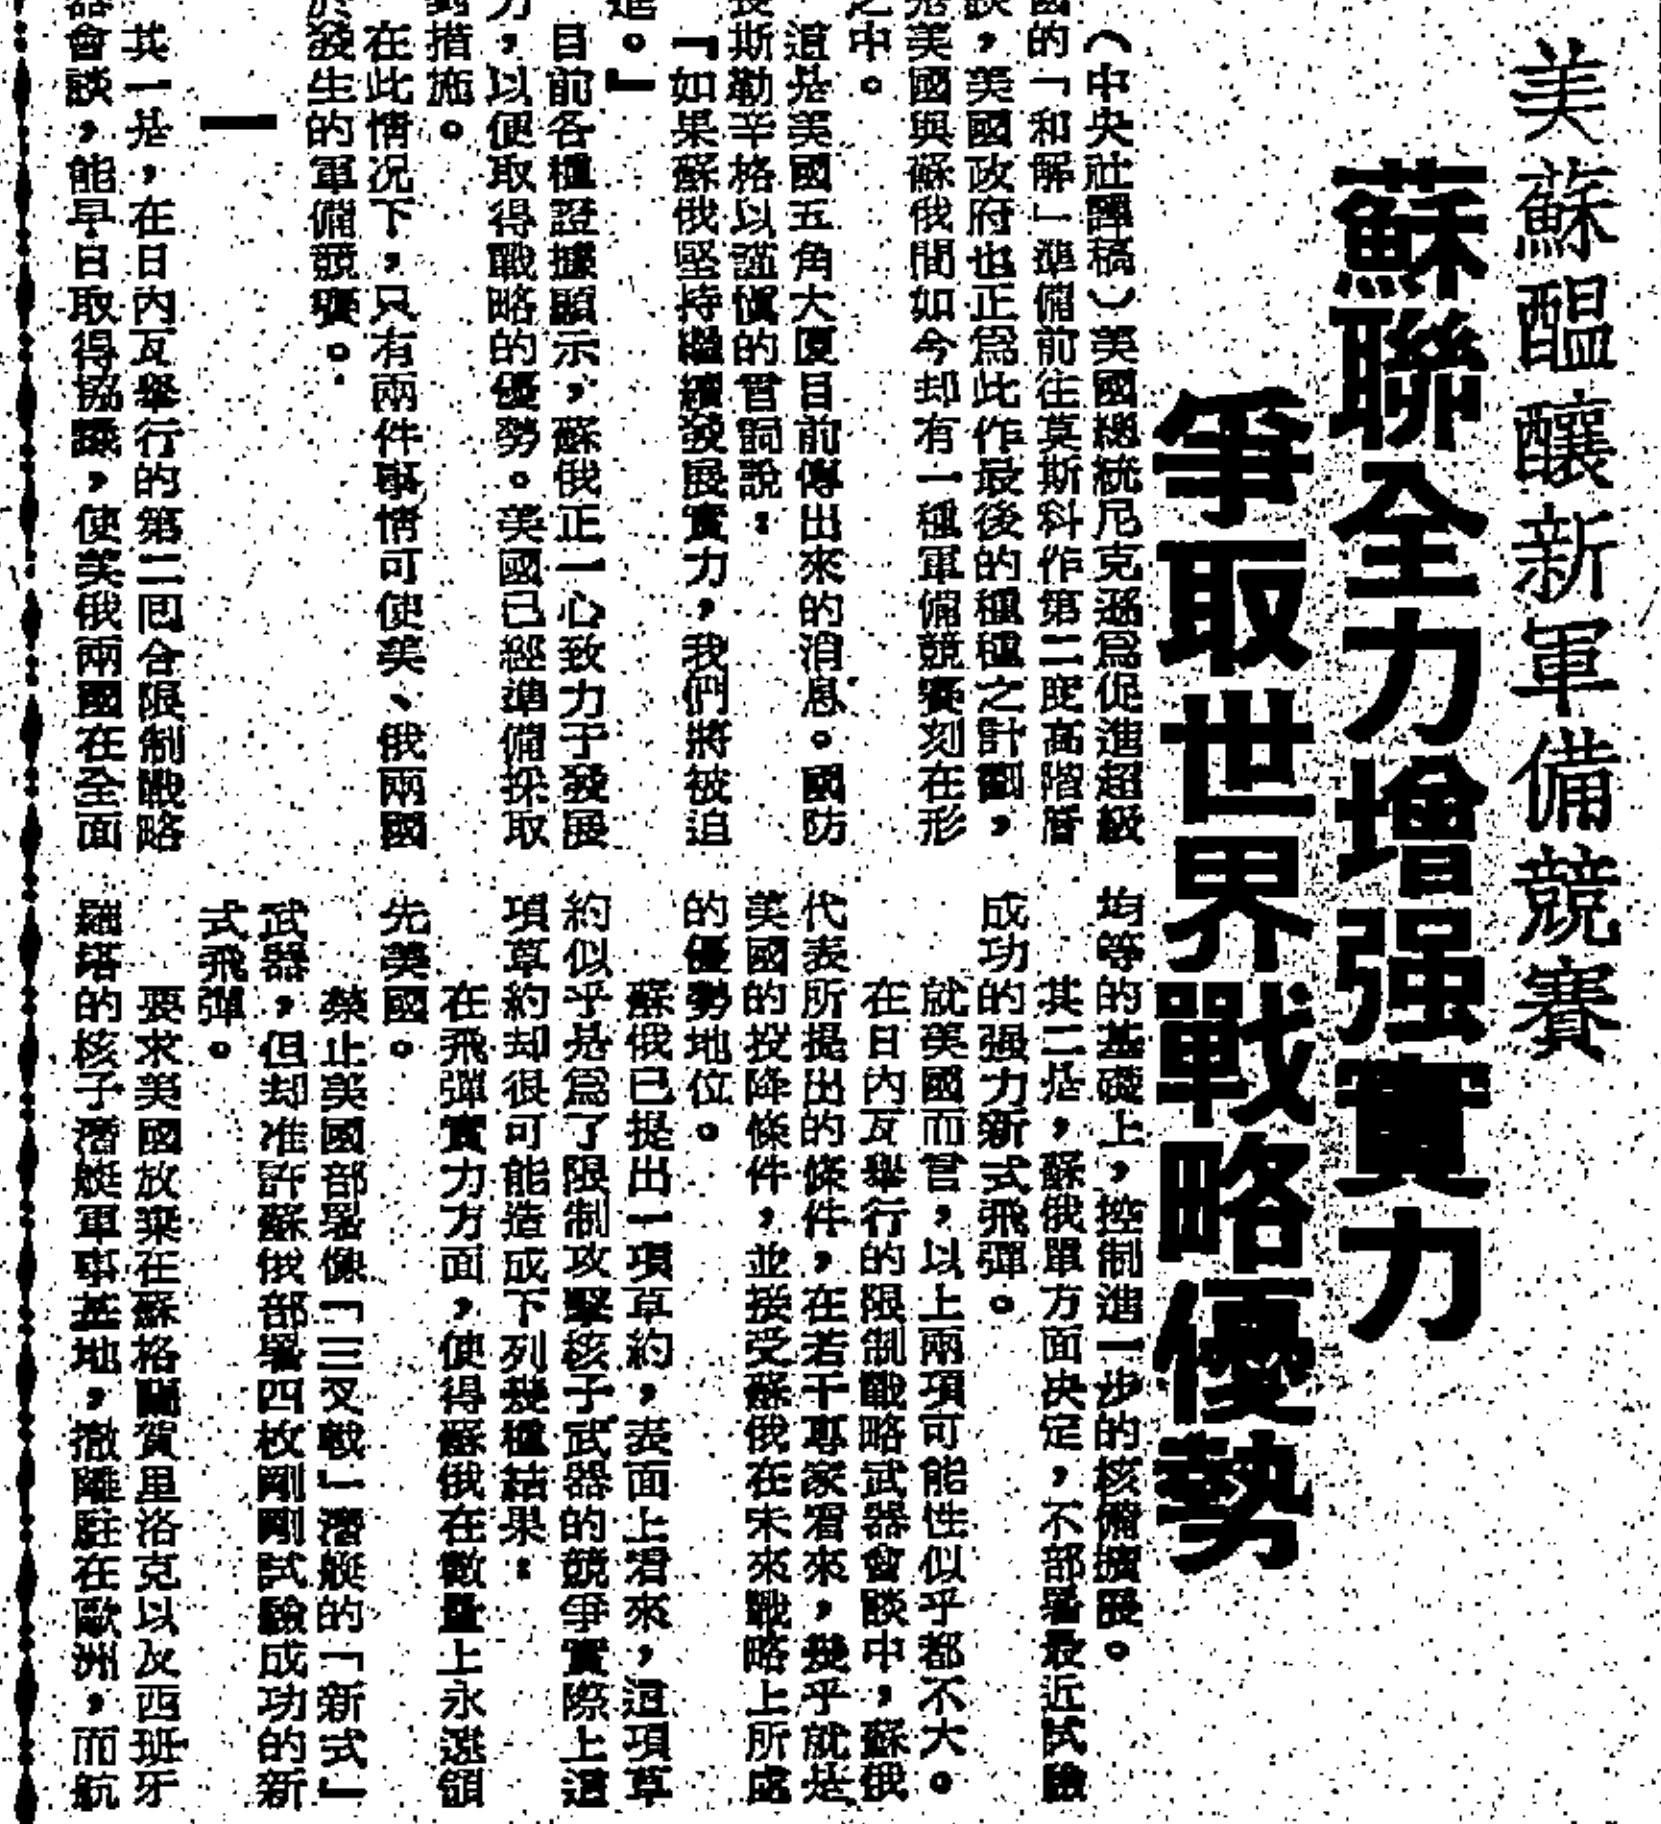 美蘇醞釀新軍備競賽
蘇聯全力增强實力
爭取世界戰略優勢
（中央社譯稿）美國總統尼克遜爲促進超級
國的「和解」準備前往莫斯科作第二度高階層
談，美國政府也正爲此作最後的種種之計劃，
是美國與蘇俄間如今却有一種軍備競賽刻在形
之中。
這是美國五角大厦目前傳出來的消息。國防
長斯勒辛格以謹愼的言詞說：
『如果蘇俄堅持繼續發展實力，我們將被迫
進。』
目前各種證據顯示，蘇俄正一心致力于發展
力，以便取得戰略的優勢。美國已經準備採取
對措施。
在此情况下，只有兩件事情可使美、俄兩國
於發生的軍備競賽。
一
其一是，在日內瓦舉行的第二回合限制戰略
器會談，能早日取得協議，使美俄兩國在全面
均等的基礎上，控制進一步的核備擴展。
其二是，蘇俄單方面决定，不部署最近試驗
成功的强力新式飛彈。
就美國而言，以上兩項可能性似乎都不大。
在日內瓦舉行的限制戰略武器會談中，蘇俄
代表所提出的條件，在若干專家看來，幾乎就是
美國的投降條件，並接受蘇俄在未來戰略上所處
的優勢地位。
蘇俄已提出一項草約，表面上看來，這項草
約似乎是爲了限制攻擊核子武器的競爭實際上這
項草約却很可能造成下列幾種結果：
在飛彈實力方面，使得蘇俄在數量上永遠領
先美國。
禁止美國部署像「三叉戟」潛艇的「新式」
武器，但却准許蘇俄部署四枚剛剛試驗成功的新
式飛彈。
要求美國放棄在蘇格蘭賀里洛克以及西班牙
羅塔的核子潛艇軍事基地，撤離駐在歐洲，而航